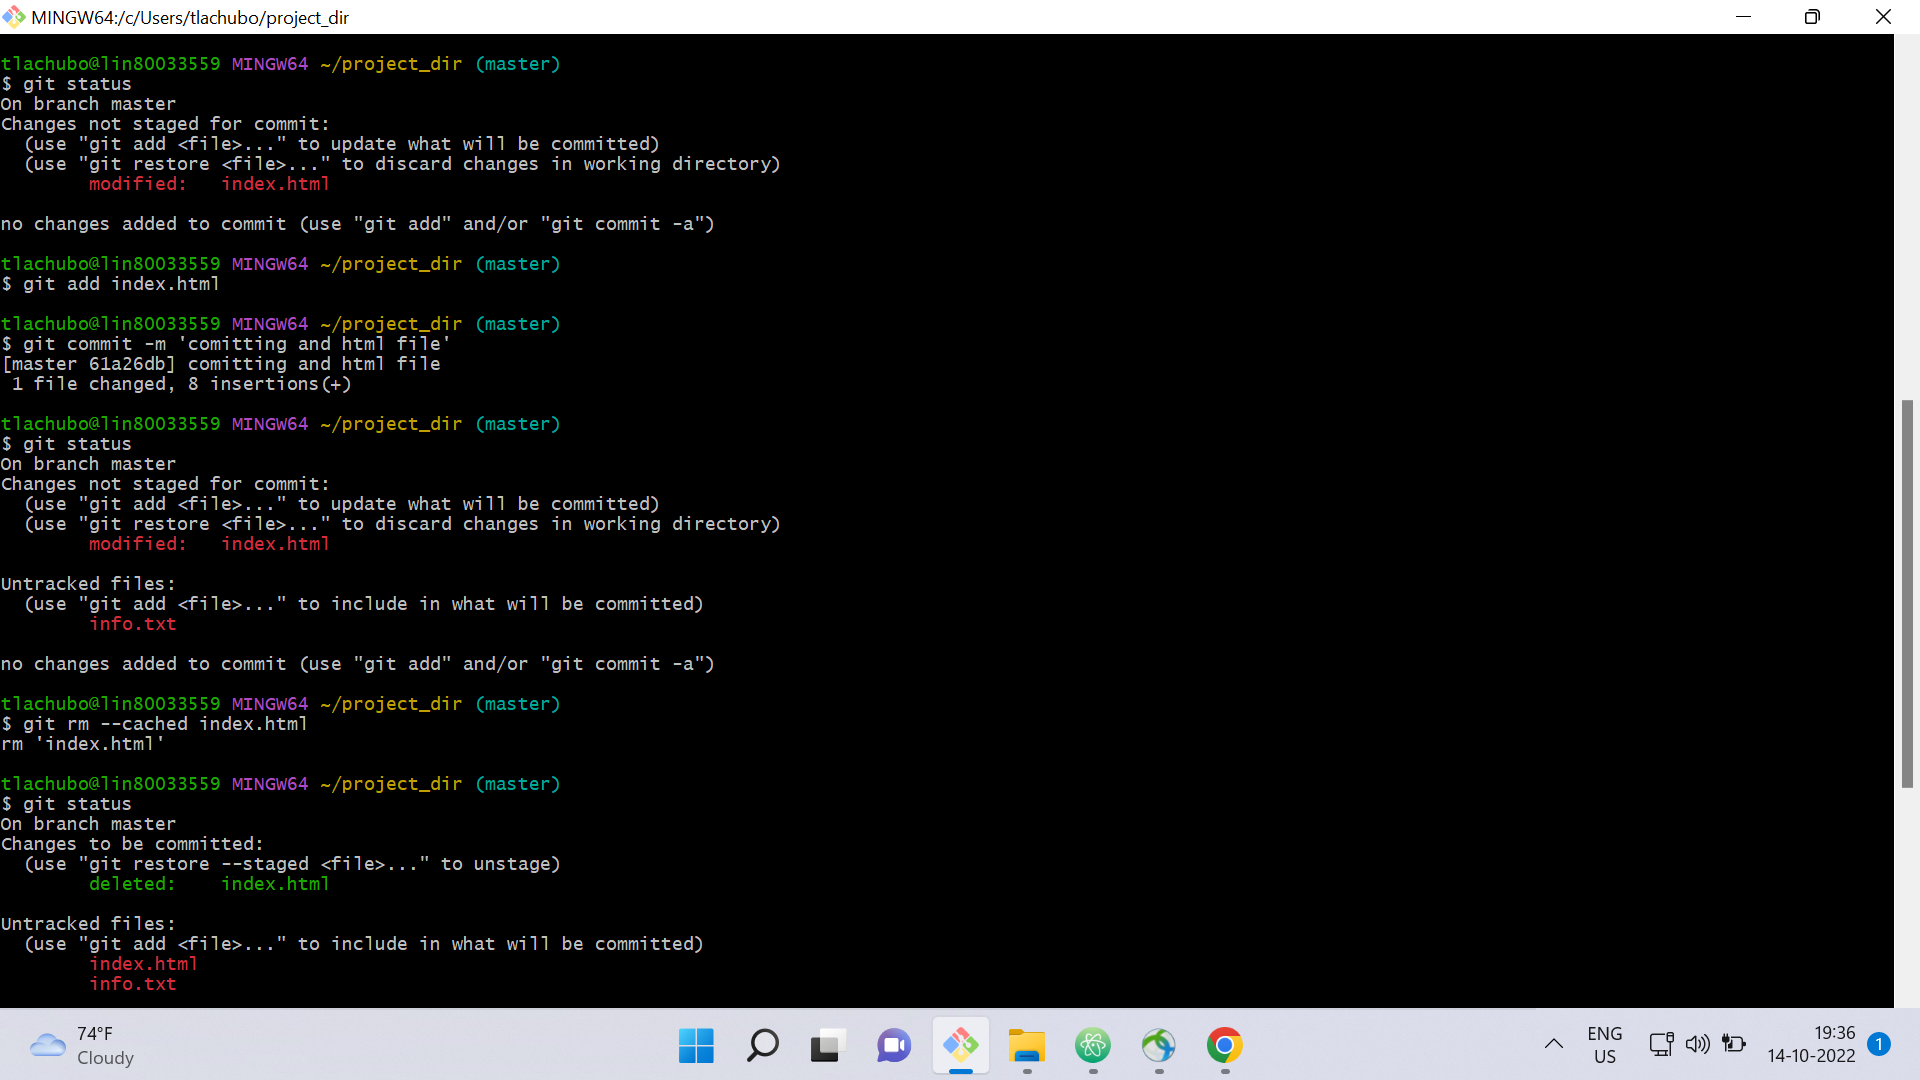 MINGW64:/c/Users/tlachubo/project_dir
tlachubo@lin80033559 MINGW64 ~/project_dir (master)
$ git status
On branch master
Changes not staged for commit:
  (use "git add <file>..." to update what will be committed)
  (use "git restore <file>..." to discard changes in working directory)
        modified:   index.html

no changes added to commit (use "git add" and/or "git commit -a")

tlachubo@lin80033559 MINGW64 ~/project_dir (master)
$ git add index.html

tlachubo@lin80033559 MINGW64 ~/project_dir (master)
$ git commit -m 'comitting and html file'
[master 61a26db] comitting and html file
 1 file changed, 8 insertions(+)

tlachubo@lin80033559 MINGW64 ~/project_dir (master)
$ git status
On branch master
Changes not staged for commit:
  (use "git add <file>..." to update what will be committed)
  (use "git restore <file>..." to discard changes in working directory)
        modified:   index.html

Untracked files:
  (use "git add <file>..." to include in what will be committed)
        info.txt

no changes added to commit (use "git add" and/or "git commit -a")

tlachubo@lin80033559 MINGW64 ~/project_dir (master)
$ git rm --cached index.html
rm 'index.html'

tlachubo@lin80033559 MINGW64 ~/project_dir (master)
$ git status
On branch master
Changes to be committed:
  (use "git restore --staged <file>..." to unstage)
        deleted:    index.html

Untracked files:
  (use "git add <file>..." to include in what will be committed)
        index.html
        info.txt
74°F
Cloudy
ENG
US
19:36
14-10-2022
1